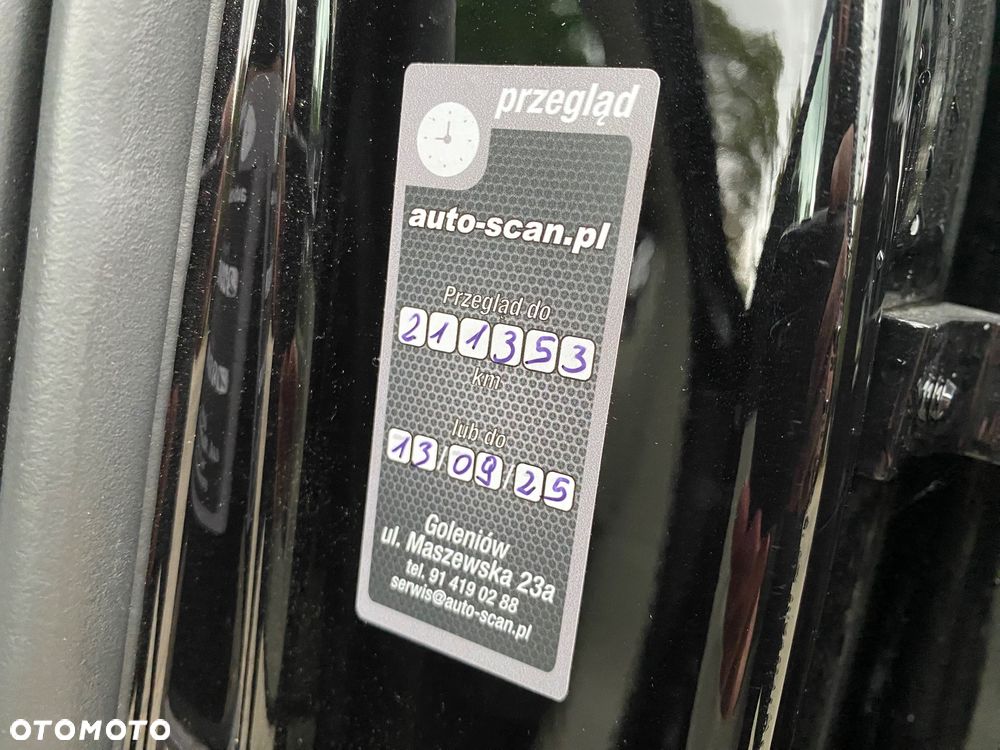 przegląd
auto-scan.pl
Przegląd do
211353
km
lub do
13/09/25
Goleniów
ul. Maszewska 23a
tel. 91 419 02 88
serwis@auto-scan.pl
OTOMOTO